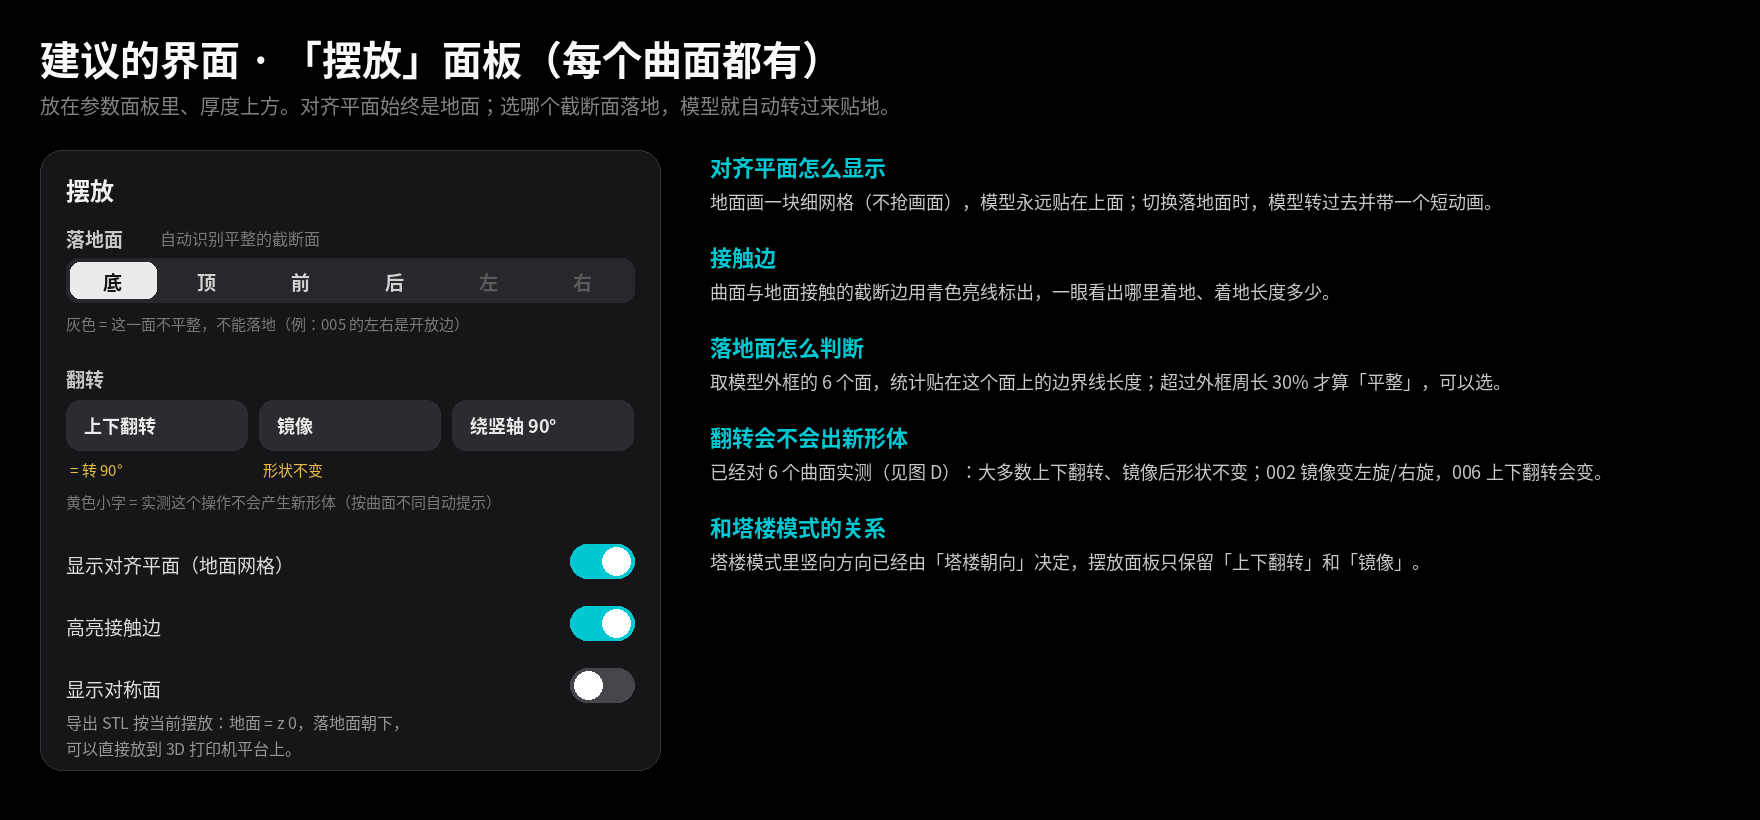 建议的界面 · 「摆放」面板（每个曲面都有）
放在参数面板里、厚度上方。对齐平面始终是地面；选哪个截断面落地，模型就自动转过来贴地。
摆放
落地面 自动识别平整的截断面
底 顶 前 后 左 右
灰色 = 这一面不平整，不能落地（例：005 的左右是开放边）
翻转
上下翻转 镜像 绕竖轴 90°
= 转 90° 形状不变
黄色小字 = 实测这个操作不会产生新形体（按曲面不同自动提示）
显示对齐平面（地面网格）
高亮接触边
显示对称面
导出 STL 按当前摆放：地面 = z 0，落地面朝下，
可以直接放到 3D 打印机平台上。
对齐平面怎么显示
地面画一块细网格（不抢画面），模型永远贴在上面；切换落地面时，模型转过去并带一个短动画。
接触边
曲面与地面接触的截断边用青色亮线标出，一眼看出哪里着地、着地长度多少。
落地面怎么判断
取模型外框的 6 个面，统计贴在这个面上的边界线长度；超过外框周长 30% 才算「平整」，可以选。
翻转会不会出新形体
已经对 6 个曲面实测（见图 D）：大多数上下翻转、镜像后形状不变；002 镜像变左旋/右旋，006 上下翻转会变。
和塔楼模式的关系
塔楼模式里竖向方向已经由「塔楼朝向」决定，摆放面板只保留「上下翻转」和「镜像」。